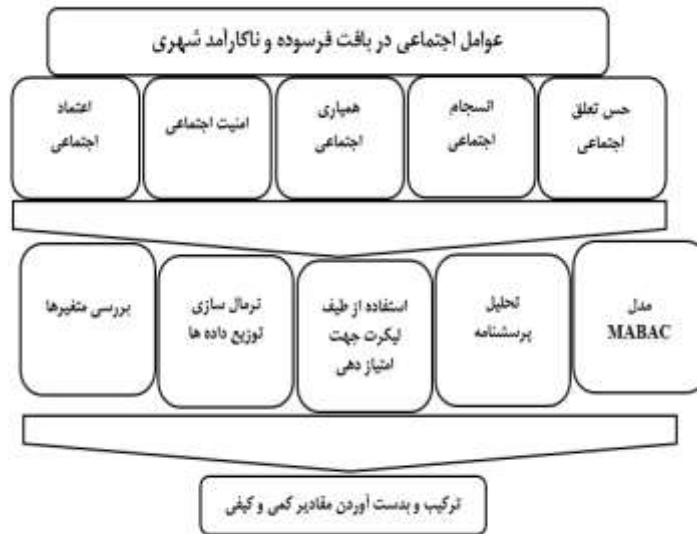 عوامل اجتماعی در بافت فرسوده و ناکارآمد شهری
حس تعلق
اجتماعی
انسجام
اجتماعی
همیاری
اجتماعی
امنیت اجتماعی
اعتماد
اجتماعی
مدل
MABAC
تحلیل
پرسشنامه
استفاده از طیف
لیکرت جهت
امتیاز دهی
نرمال سازی
توزیع داده ها
بررسی متغیرها
ترکیب و بدست آوردن مقادیر کمی و کیفی